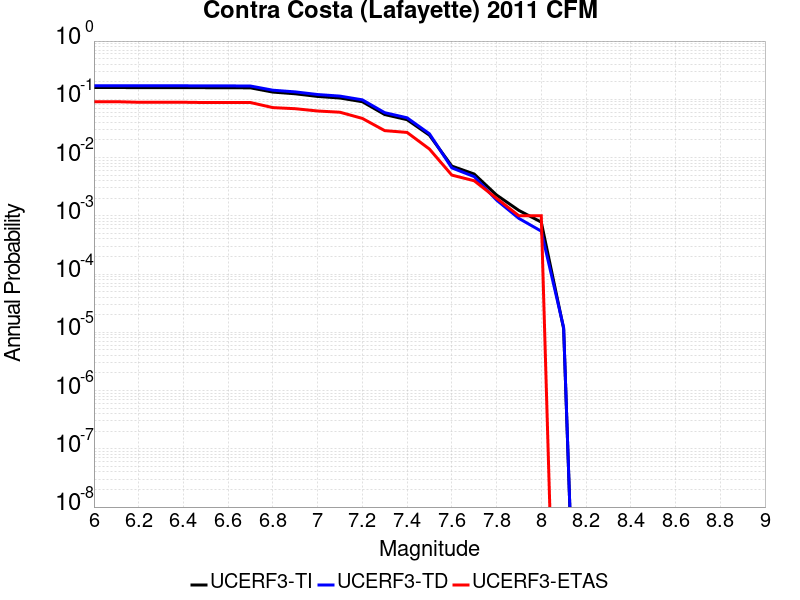 Contra Costa (Lafayette) 2011 CFM
10^0
10^-1
10^-2
10^-3
10^-4
10^-5
10^-6
10^-7
10^-8
Annual Probability
6 6.2 6.4 6.6 6.8 7 7.2 7.4 7.6 7.8 8 8.2 8.4 8.6 8.8 9
Magnitude
UCERF3-TI UCERF3-TD UCERF3-ETAS